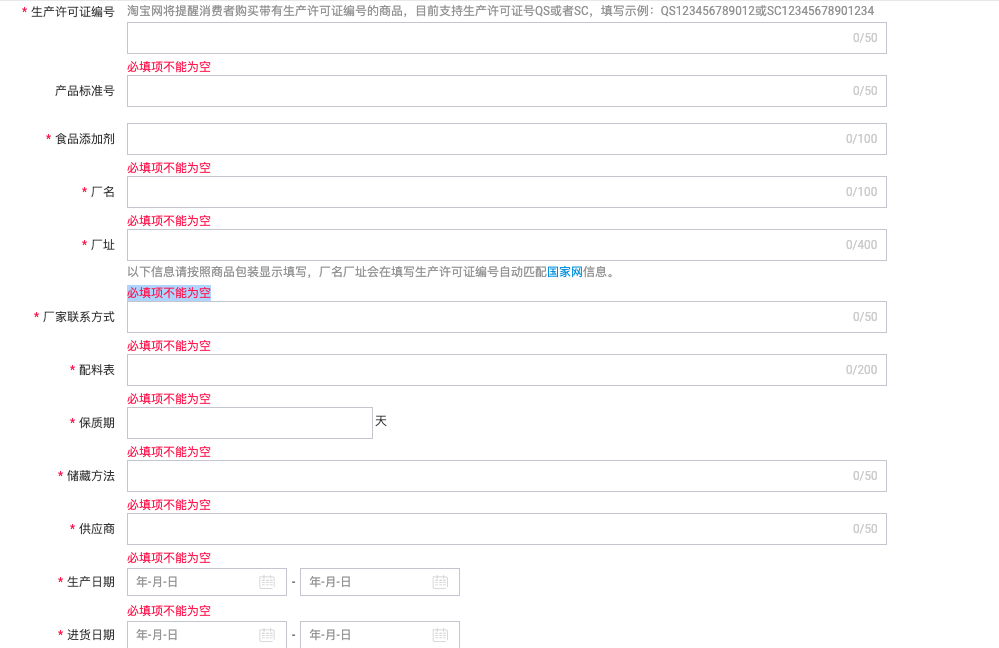 * 生产许可证编号 淘宝网将提醒消费者购买带有生产许可证编号的商品，目前支持生产许可证号QS或者SC，填写示例：QS123456789012或SC12345678901234
0/50
必填项不能为空
产品标准号 0/50
* 食品添加剂 0/100
必填项不能为空
* 厂名 0/100
必填项不能为空
* 厂址 0/400
以下信息请按照商品包装显示填写，厂名厂址会在填写生产许可证编号自动匹配国家网信息。
必填项不能为空
* 厂家联系方式 0/50
必填项不能为空
* 配料表 0/200
必填项不能为空
* 保质期 天
必填项不能为空
* 储藏方法 0/50
必填项不能为空
* 供应商 0/50
必填项不能为空
* 生产日期 年-月-日 - 年-月-日
必填项不能为空
* 进货日期 年-月-日 - 年-月-日